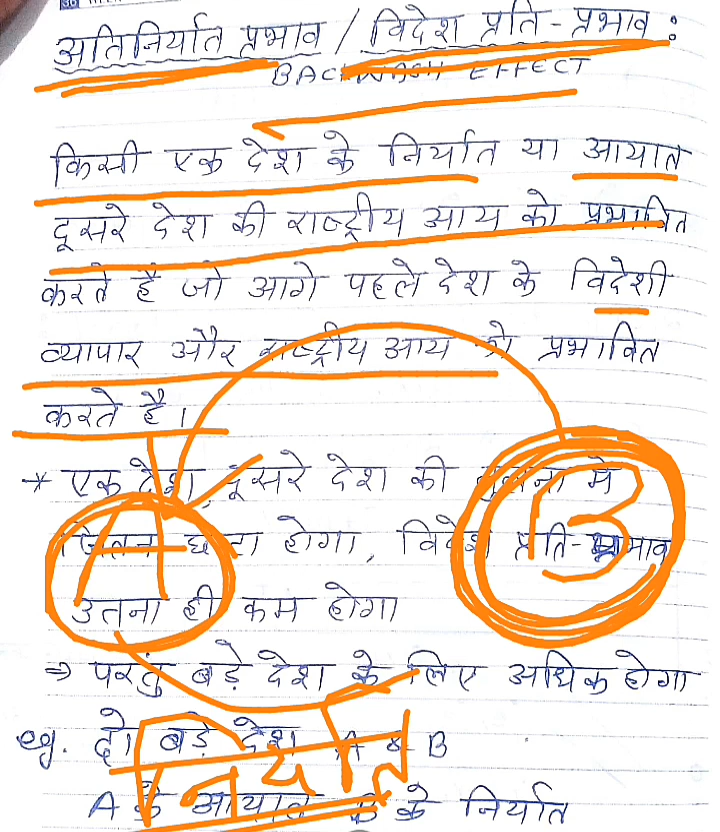 अतिनिर्यात प्रभाव / विदेश प्रति-प्रभाव :
BACKWASH EFFECT
किसी एक देश के निर्यात या आयात
दूसरे देश की राष्ट्रीय आय को प्रभावित
करते है जो आगे पहले देश के विदेशी
व्यापार और राष्ट्रीय आय को प्रभावित
करते है।
* एक देश, दूसरे देश की तुलना में
जितना छोटा होगा, विदेश प्रति-प्रभाव
A B
उतना ही कम होगा
⇒ परंतु बड़े देश के लिए अधिक होगा
eg. दो बड़े देश A & B
निर्यात
A के आयात B के निर्यात